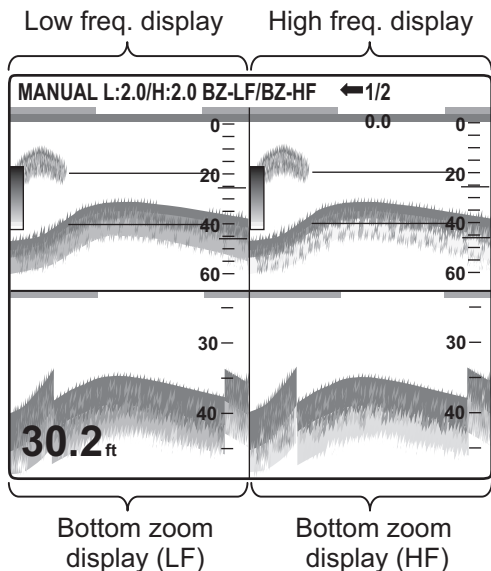 Low freq. display High freq. display
MANUAL L:2.0/H:2.0 BZ-LF/BZ-HF 1/2
0.0
0 0
20 20
40 40
60 60
30 30
40 40
30.2 ft
Bottom zoom display (LF) Bottom zoom display (HF)